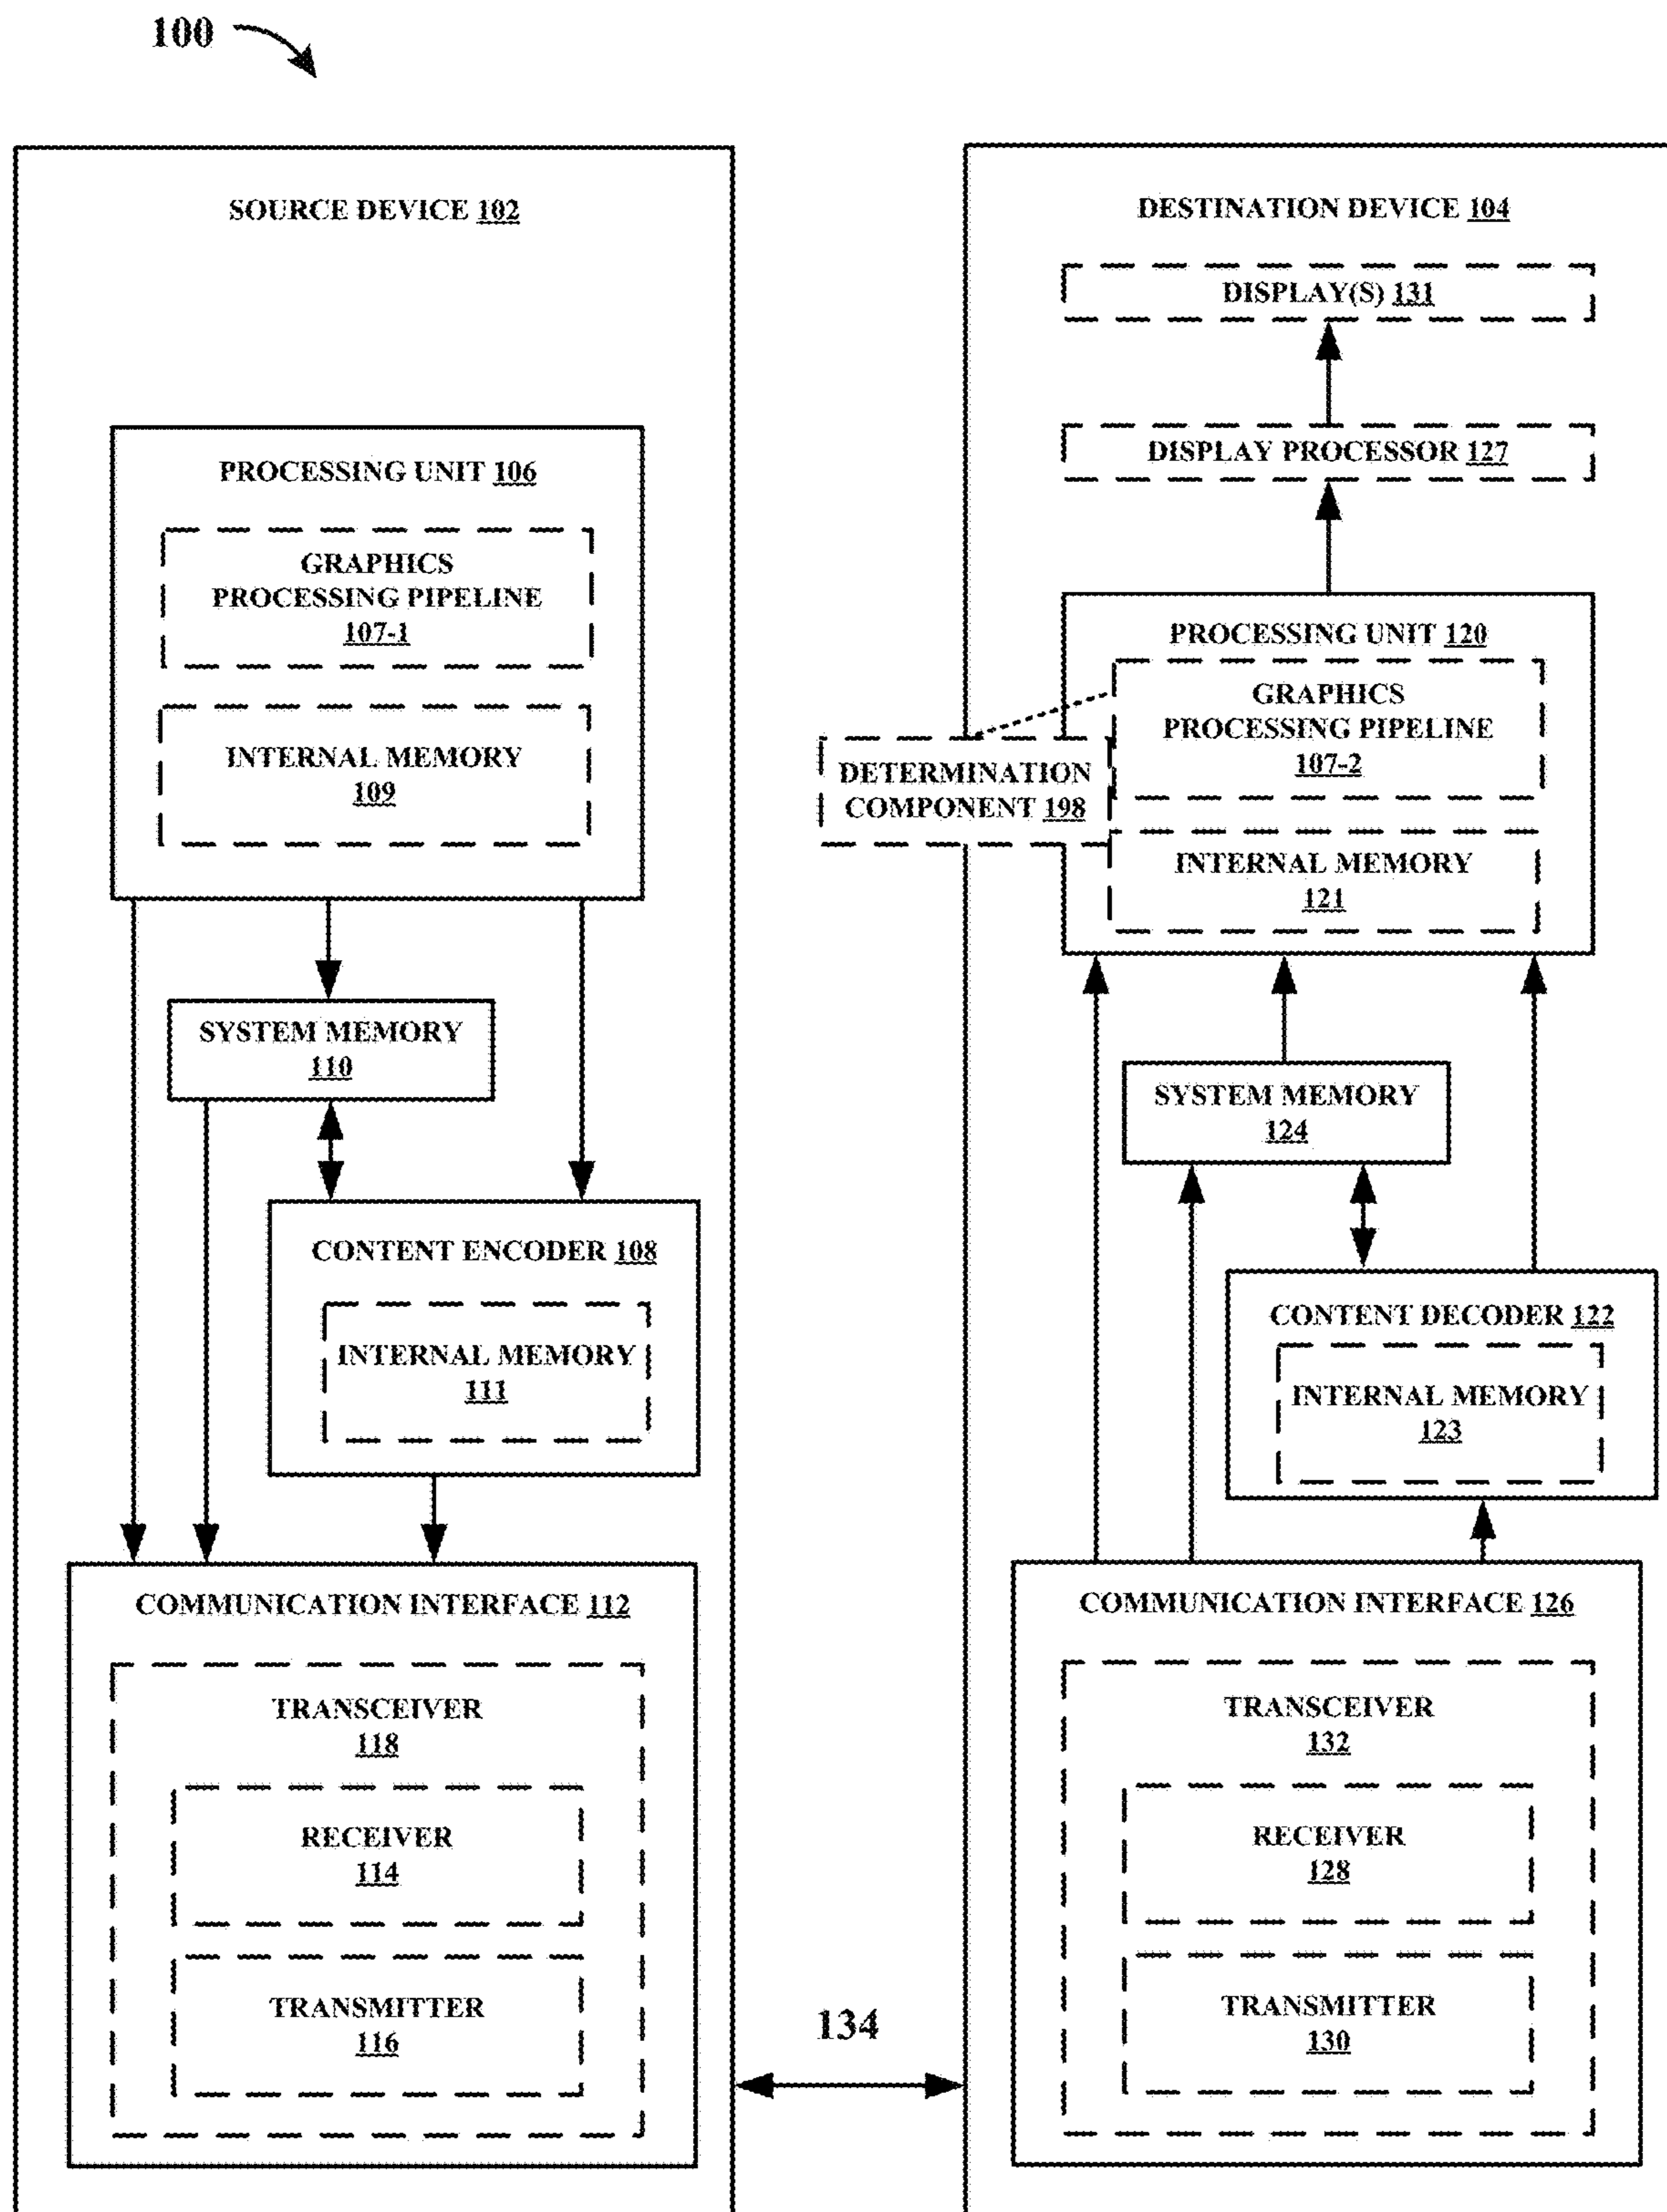 100
SOURCE DEVICE 102
PROCESSING UNIT 106
GRAPHICS
PROCESSING PIPELINE
107-1
INTERNAL MEMORY
109
SYSTEM MEMORY
110
CONTENT ENCODER 108
INTERNAL MEMORY
111
COMMUNICATION INTERFACE 112
TRANSCEIVER
118
RECEIVER
114
TRANSMITTER
116
134
DESTINATION DEVICE 104
DISPLAY(S) 131
DISPLAY PROCESSOR 127
PROCESSING UNIT 120
GRAPHICS
PROCESSING PIPELINE
107-2
DETERMINATION
COMPONENT 198
INTERNAL MEMORY
121
SYSTEM MEMORY
124
CONTENT DECODER 122
INTERNAL MEMORY
123
COMMUNICATION INTERFACE 126
TRANSCEIVER
132
RECEIVER
128
TRANSMITTER
130